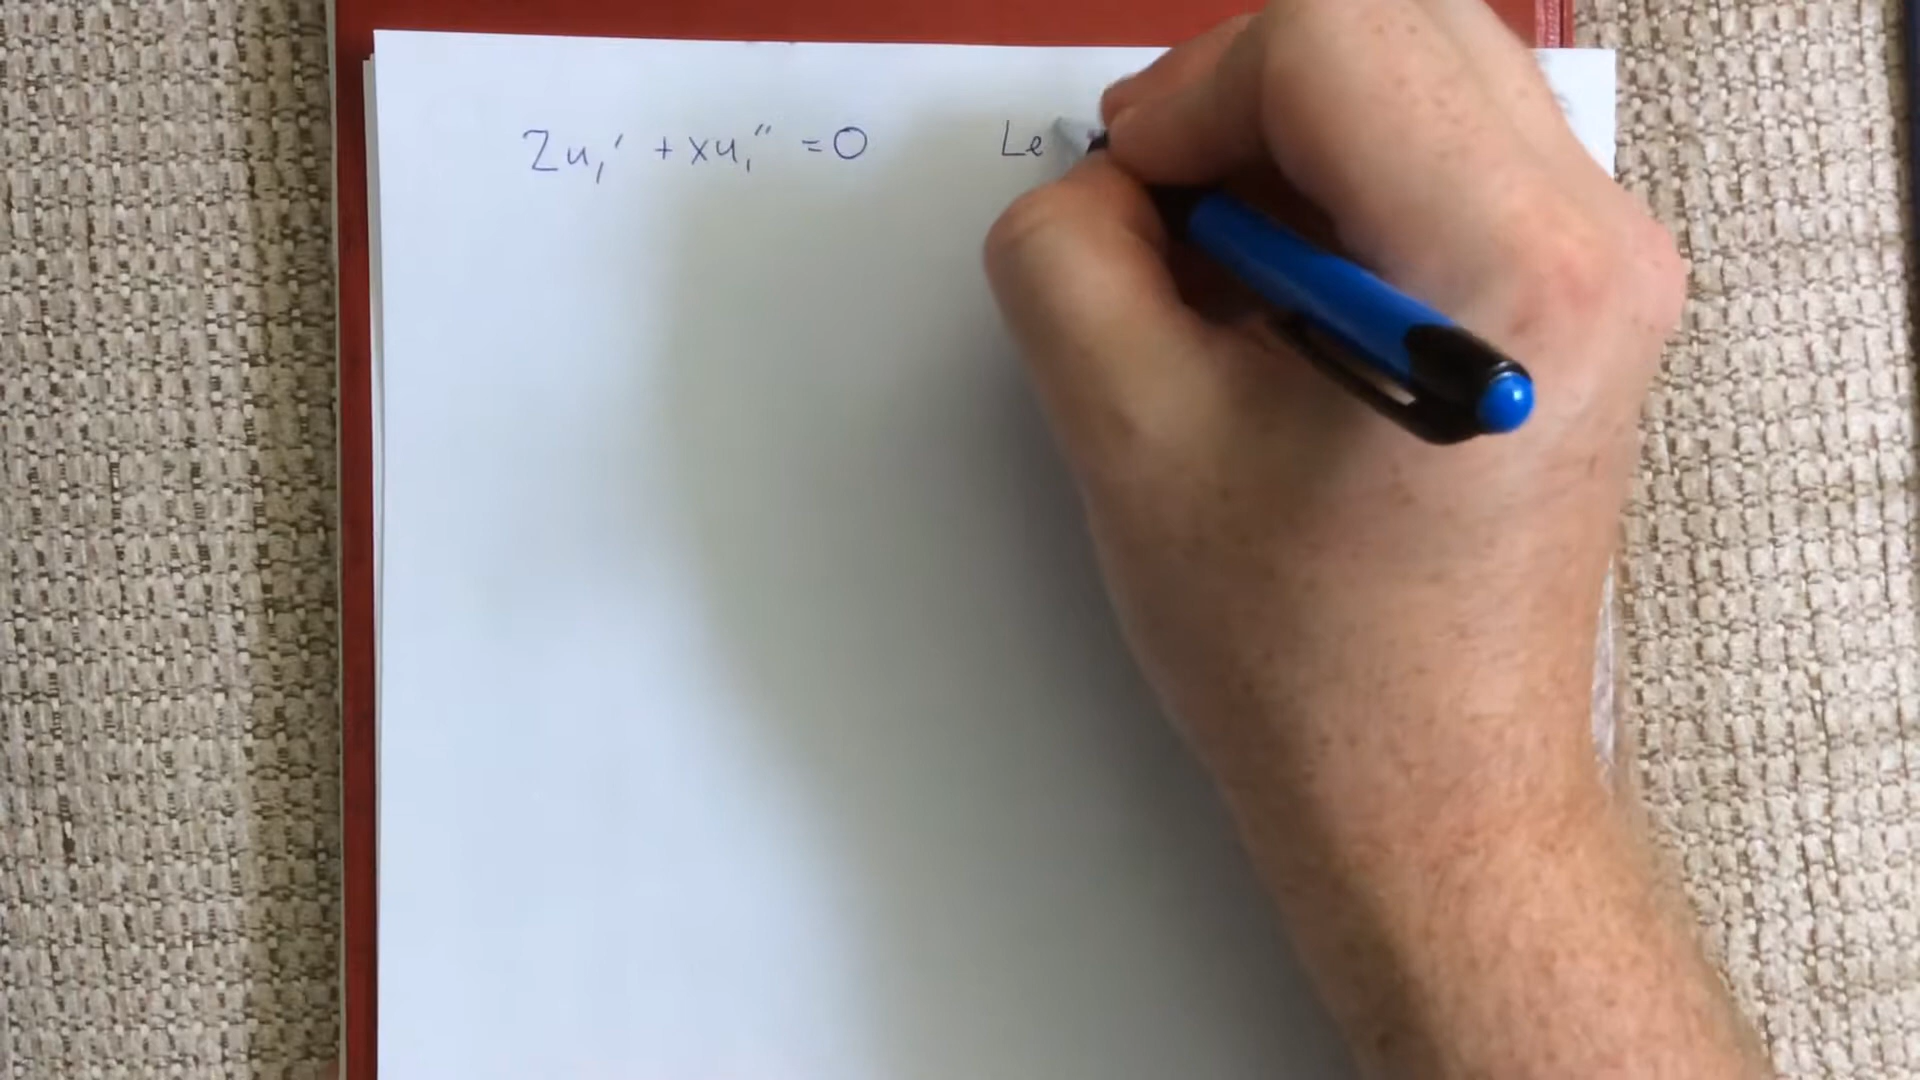 2u₁' + xu₁'' = 0 Le